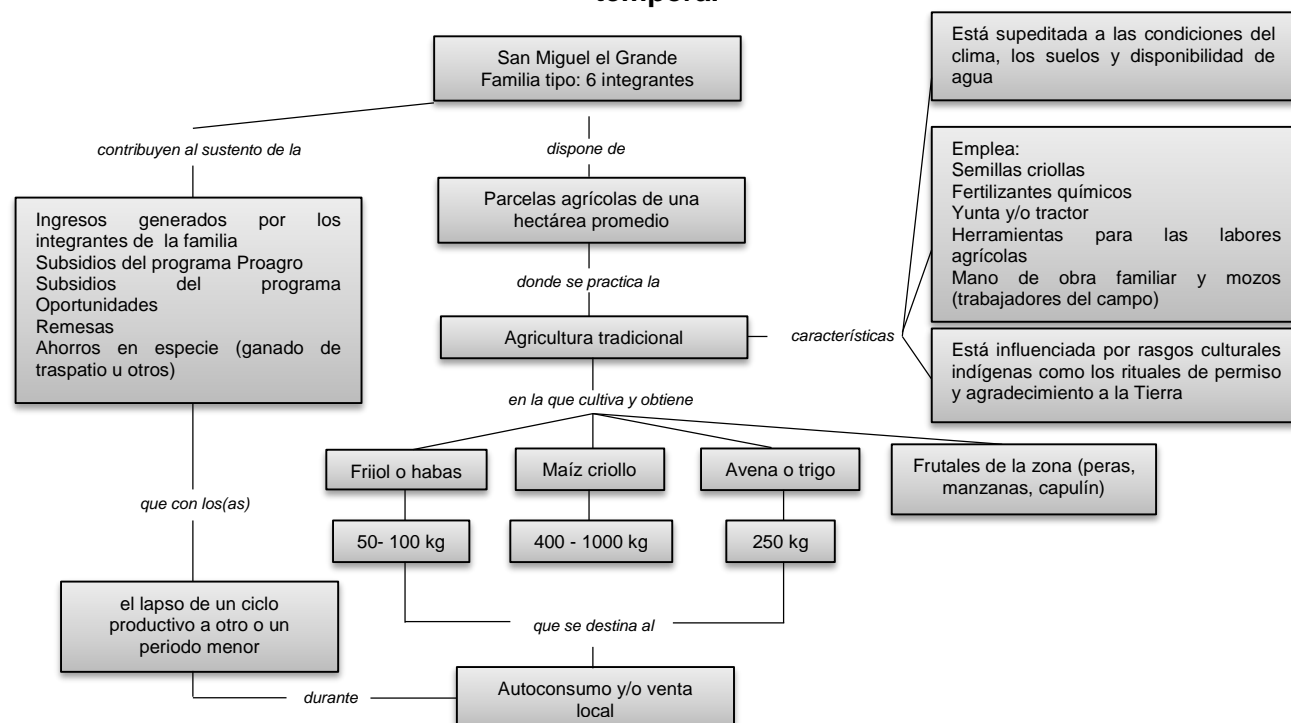 temporal
San Miguel el Grande
Familia tipo: 6 integrantes
Está supeditada a las condiciones del
clima, los suelos y disponibilidad de
agua
contribuyen al sustento de la
dispone de
Emplea:
Semillas criollas
Fertilizantes químicos
Yunta y/o tractor
Herramientas para las labores
agrícolas
Mano de obra familiar y mozos
(trabajadores del campo)
Ingresos generados por los
integrantes de la familia
Subsidios del programa Proagro
Subsidios del programa
Oportunidades
Remesas
Ahorros en especie (ganado de
traspatio u otros)
Parcelas agrícolas de una
hectárea promedio
donde se practica la
Agricultura tradicional
características
Está influenciada por rasgos culturales
indígenas como los rituales de permiso
y agradecimiento a la Tierra
en la que cultiva y obtiene
Frijol o habas
Maíz criollo
Avena o trigo
Frutales de la zona (peras,
manzanas, capulín)
que con los(as)
50- 100 kg
400 - 1000 kg
250 kg
el lapso de un ciclo
productivo a otro o un
periodo menor
que se destina al
durante
Autoconsumo y/o venta
local